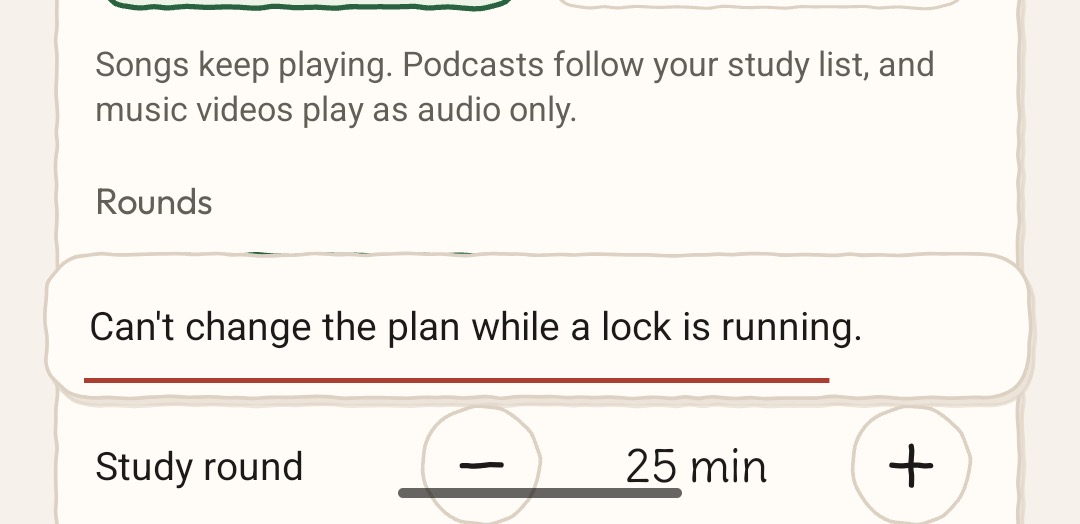 Songs keep playing. Podcasts follow your study list, and
music videos play as audio only.
Rounds
Can't change the plan while a lock is running.
Study round − 25 min +